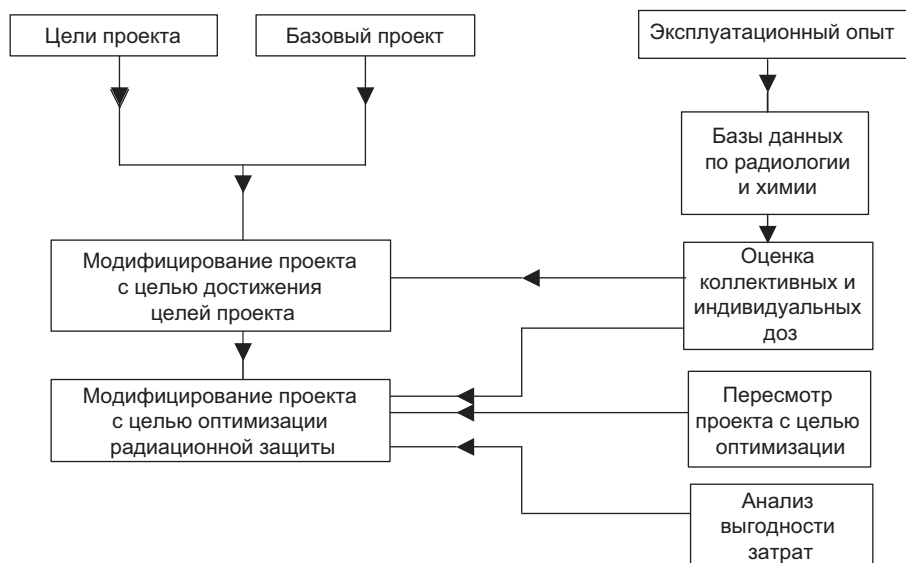 Цели проекта
Базовый проект
Эксплуатационный опыт
Базы данных
по радиологии
и химии
Модифицирование проекта
с целью достижения
целей проекта
Оценка
коллективных и
индивидуальных
доз
Модифицирование проекта
с целью оптимизации
радиационной защиты
Пересмотр
проекта с целью
оптимизации
Анализ
выгодности
затрат